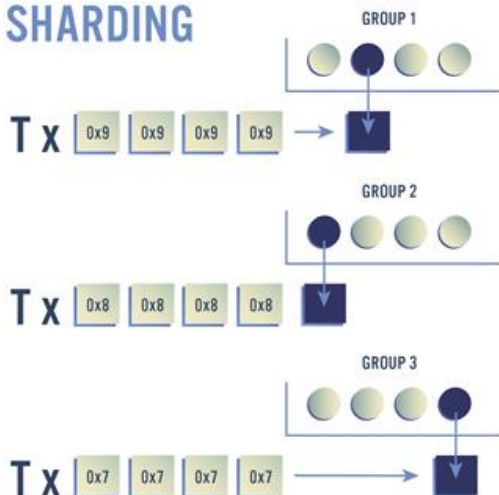 SHARDING
GROUP 1
Tx 0x9 0x9 0x9 0x9
GROUP 2
Tx 0x8 0x8 0x8 0x8
GROUP 3
Tx 0x7 0x7 0x7 0x7